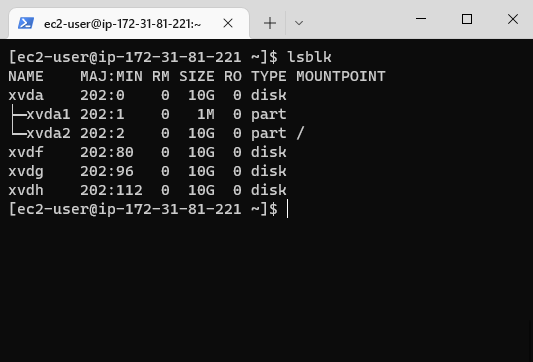 ec2-user@ip-172-31-81-221:~
[ec2-user@ip-172-31-81-221 ~]$ lsblk
NAME    MAJ:MIN RM SIZE RO TYPE MOUNTPOINT
xvda    202:0    0  10G  0 disk
├─xvda1 202:1    0   1M  0 part
└─xvda2 202:2    0  10G  0 part /
xvdf    202:80   0  10G  0 disk
xvdg    202:96   0  10G  0 disk
xvdh    202:112  0  10G  0 disk
[ec2-user@ip-172-31-81-221 ~]$